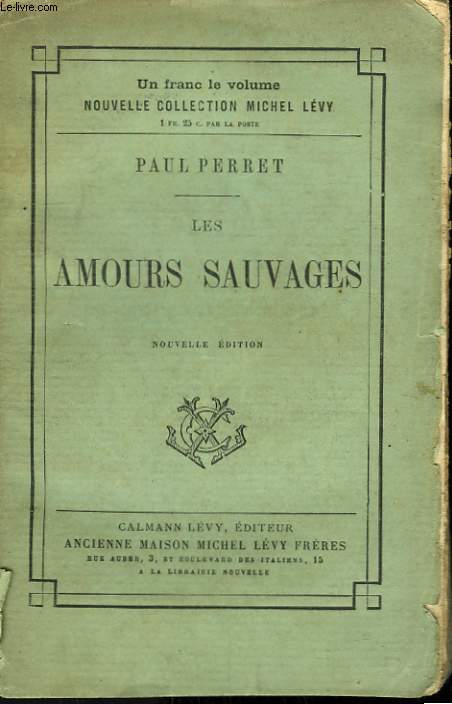 Le-livre.com
Un franc le volume
NOUVELLE COLLECTION MICHEL LÉVY
1 FR. 25 C. PAR LA POSTE
PAUL PERRET
LES
AMOURS SAUVAGES
NOUVELLE ÉDITION
CALMANN LÉVY, ÉDITEUR
ANCIENNE MAISON MICHEL LÉVY FRÈRES
RUE AUBER, 3, ET BOULEVARD DES ITALIENS, 15
A LA LIBRAIRIE NOUVELLE